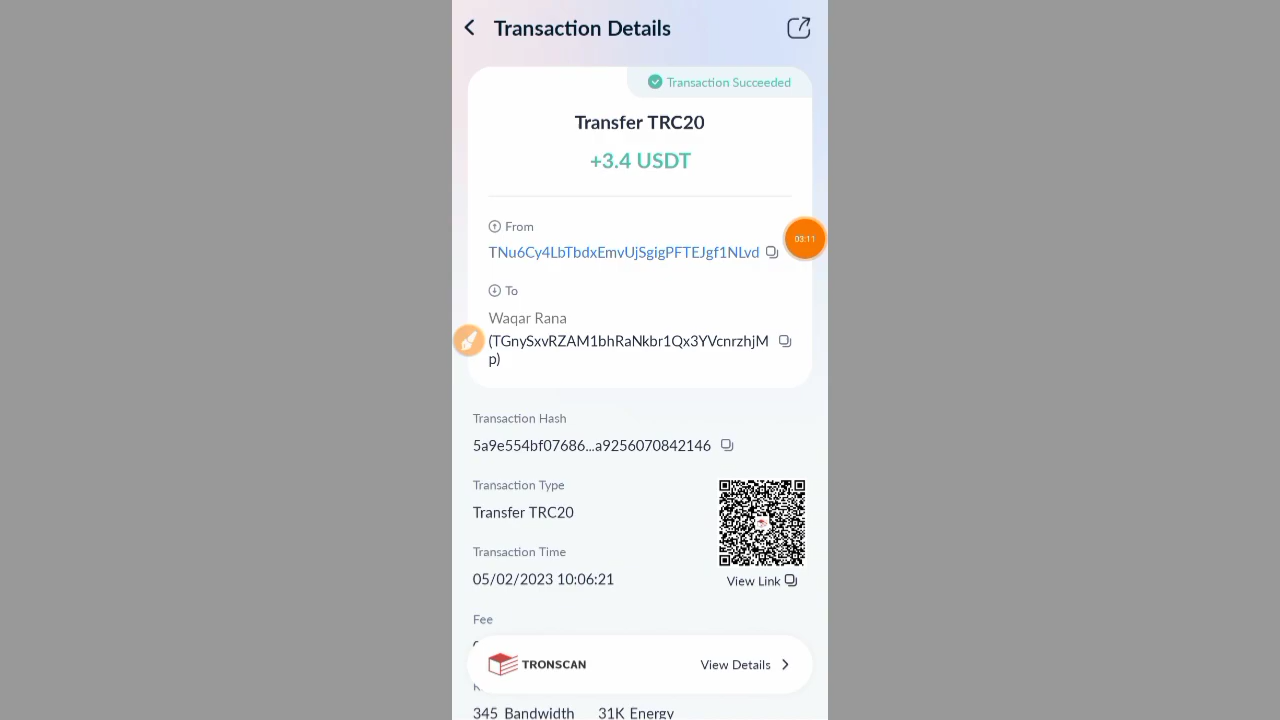 Transaction Details
Transaction Succeeded
Transfer TRC20
+3.4 USDT
From
TNu6Cy4LbTbdxEmvUjSgigPFTEJgf1NLvd
03:11
To
Waqar Rana
(TGnySxvRZAM1bhRaNkbr1Qx3YVcnrzhjM
p)
Transaction Hash
5a9e554bf07686...a9256070842146
Transaction Type
Transfer TRC20
Transaction Time
05/02/2023 10:06:21
View Link
Fee
TRONSCAN
View Details
345 Bandwidth 31K Energy